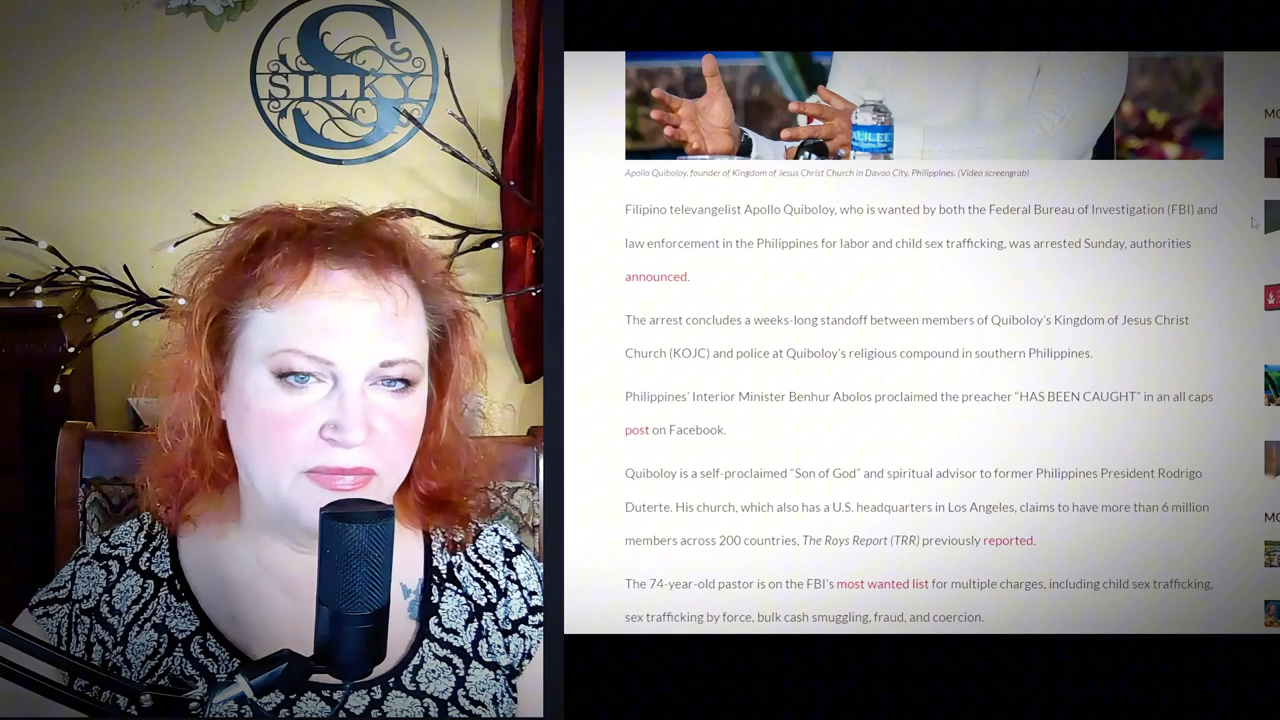 S
SILKY
ALILEE
Apollo Quiboloy, founder of Kingdom of Jesus Christ Church in Davao City, Philippines. (Video screengrab)
Filipino televangelist Apollo Quiboloy, who is wanted by both the Federal Bureau of Investigation (FBI) and
law enforcement in the Philippines for labor and child sex trafficking, was arrested Sunday, authorities
announced.
The arrest concludes a weeks-long standoff between members of Quiboloy’s Kingdom of Jesus Christ
Church (KOJC) and police at Quiboloy’s religious compound in southern Philippines.
Philippines’ Interior Minister Benhur Abolos proclaimed the preacher “HAS BEEN CAUGHT” in an all caps
post on Facebook.
Quiboloy is a self-proclaimed “Son of God” and spiritual advisor to former Philippines President Rodrigo
Duterte. His church, which also has a U.S. headquarters in Los Angeles, claims to have more than 6 million
members across 200 countries, The Roys Report (TRR) previously reported.
The 74-year-old pastor is on the FBI’s most wanted list for multiple charges, including child sex trafficking,
sex trafficking by force, bulk cash smuggling, fraud, and coercion.
MO
MO